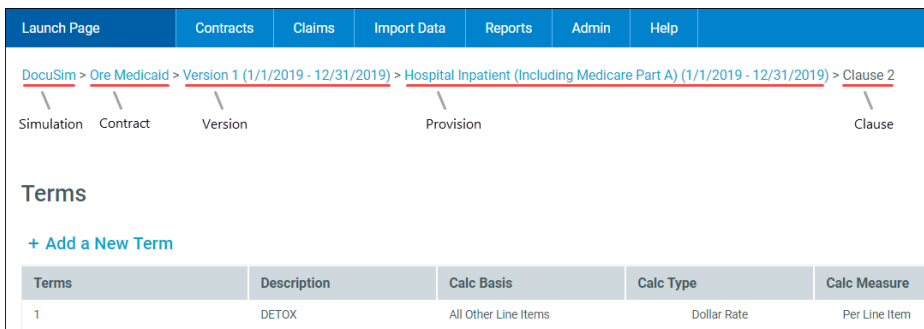 Launch Page Contracts Claims Import Data Reports Admin Help
DocuSim > Ore Medicaid > Version 1 (1/1/2019 - 12/31/2019) > Hospital Inpatient (Including Medicare Part A) (1/1/2019 - 12/31/2019) > Clause 2
Simulation Contract Version Provision Clause
Terms
+ Add a New Term
Terms Description Calc Basis Calc Type Calc Measure
1 DETOX All Other Line Items Dollar Rate Per Line Item